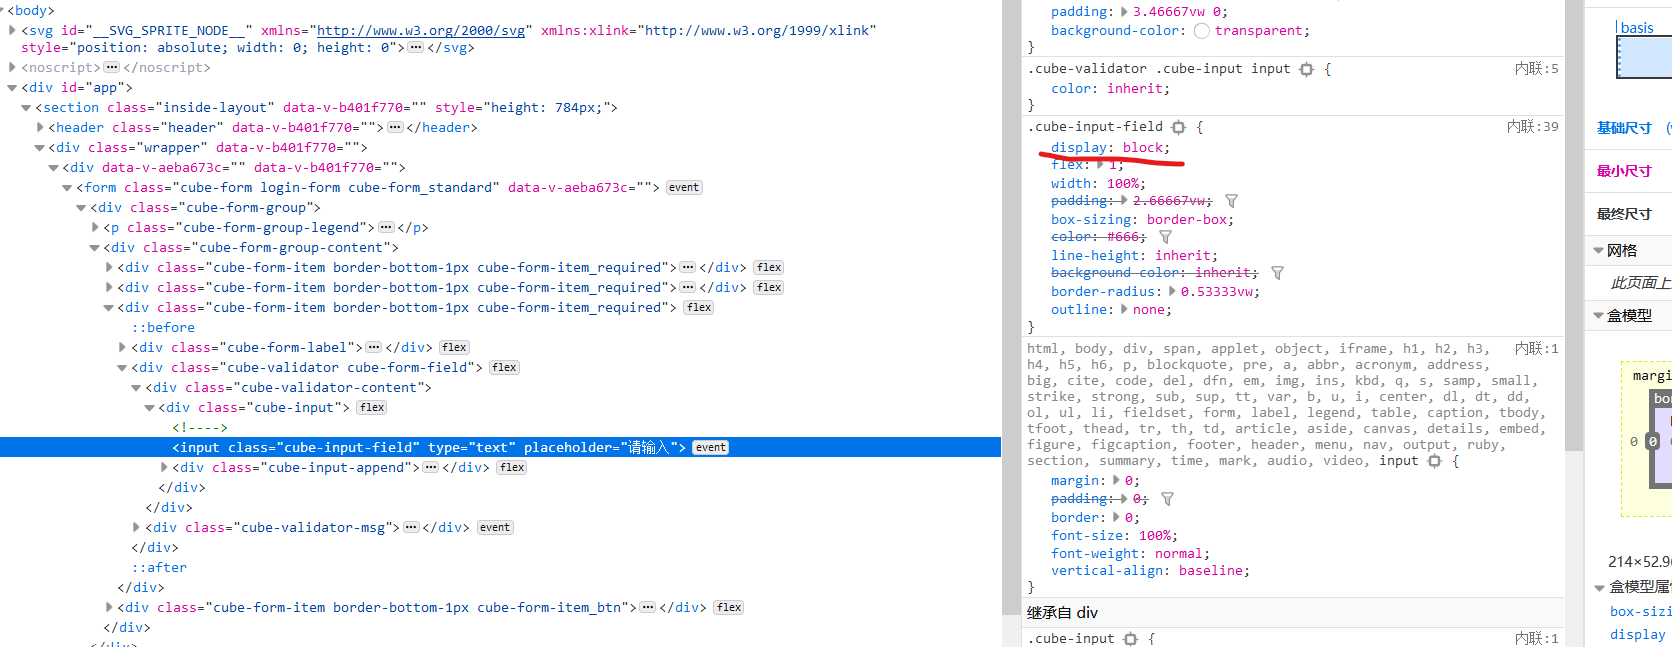 <body>
<svg id="__SVG_SPRITE_NODE__" xmlns="http://www.w3.org/2000/svg" xmlns:xlink="http://www.w3.org/1999/xlink"
style="position: absolute; width: 0; height: 0"></svg>
<noscript></noscript>
<div id="app">
<section class="inside-layout" data-v-b401f770="" style="height: 784px;">
<header class="header" data-v-b401f770=""></header>
<div class="wrapper" data-v-b401f770="">
<div data-v-aeba673c="" data-v-b401f770="">
<form class="cube-form login-form cube-form_standard" data-v-aeba673c=""> event
<div class="cube-form-group">
<p class="cube-form-group-legend"></p>
<div class="cube-form-group-content">
<div class="cube-form-item border-bottom-1px cube-form-item_required"></div> flex
<div class="cube-form-item border-bottom-1px cube-form-item_required"></div> flex
<div class="cube-form-item border-bottom-1px cube-form-item_required"> flex
::before
<div class="cube-form-label"></div> flex
<div class="cube-validator cube-form-field"> flex
<div class="cube-validator-content">
<div class="cube-input"> flex
<!---->
<input class="cube-input-field" type="text" placeholder="请输入"> event
<div class="cube-input-append"></div> flex
</div>
</div>
<div class="cube-validator-msg"></div> event
</div>
::after
</div>
<div class="cube-form-item border-bottom-1px cube-form-item_btn"></div> flex
</div>
</div>
padding: 3.46667vw 0;
background-color: transparent;
}
.cube-validator .cube-input input { 内联:5
color: inherit;
}
.cube-input-field { 内联:39
display: block;
flex: 1;
width: 100%;
padding: 2.66667vw;
box-sizing: border-box;
color: #666;
line-height: inherit;
background-color: inherit;
border-radius: 0.53333vw;
outline: none;
}
html, body, div, span, applet, object, iframe, h1, h2, h3, 内联:1
h4, h5, h6, p, blockquote, pre, a, abbr, acronym, address,
big, cite, code, del, dfn, em, img, ins, kbd, q, s, samp, small,
strike, strong, sub, sup, tt, var, b, u, i, center, dl, dt, dd,
ol, ul, li, fieldset, form, label, legend, table, caption, tbody,
tfoot, thead, tr, th, td, article, aside, canvas, details, embed,
figure, figcaption, footer, header, menu, nav, output, ruby,
section, summary, time, mark, audio, video, input {
margin: 0;
padding: 0;
border: 0;
font-size: 100%;
font-weight: normal;
vertical-align: baseline;
}
继承自 div
.cube-input { 内联:1
basis
基础尺寸
最小尺寸
最终尺寸
网格
此页面上
盒模型
margi
bo
0 0
214×52.9
盒模型属
box-sizi
display